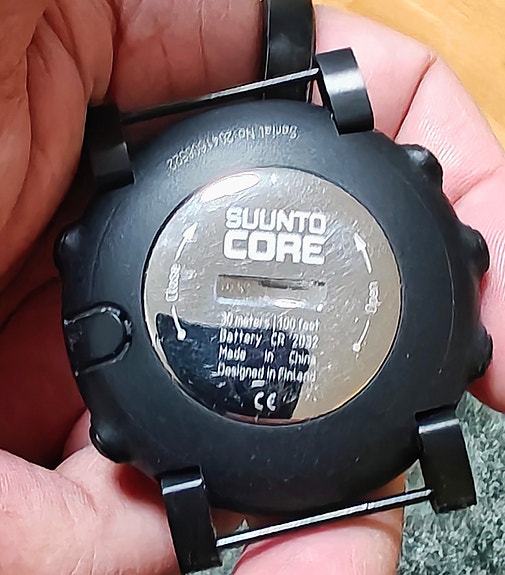 Serial No:
SUUNTO
CORE
Close
Open
30 meters | 100 feet
Battery CR 2032
Made in China
Designed in Finland
CE